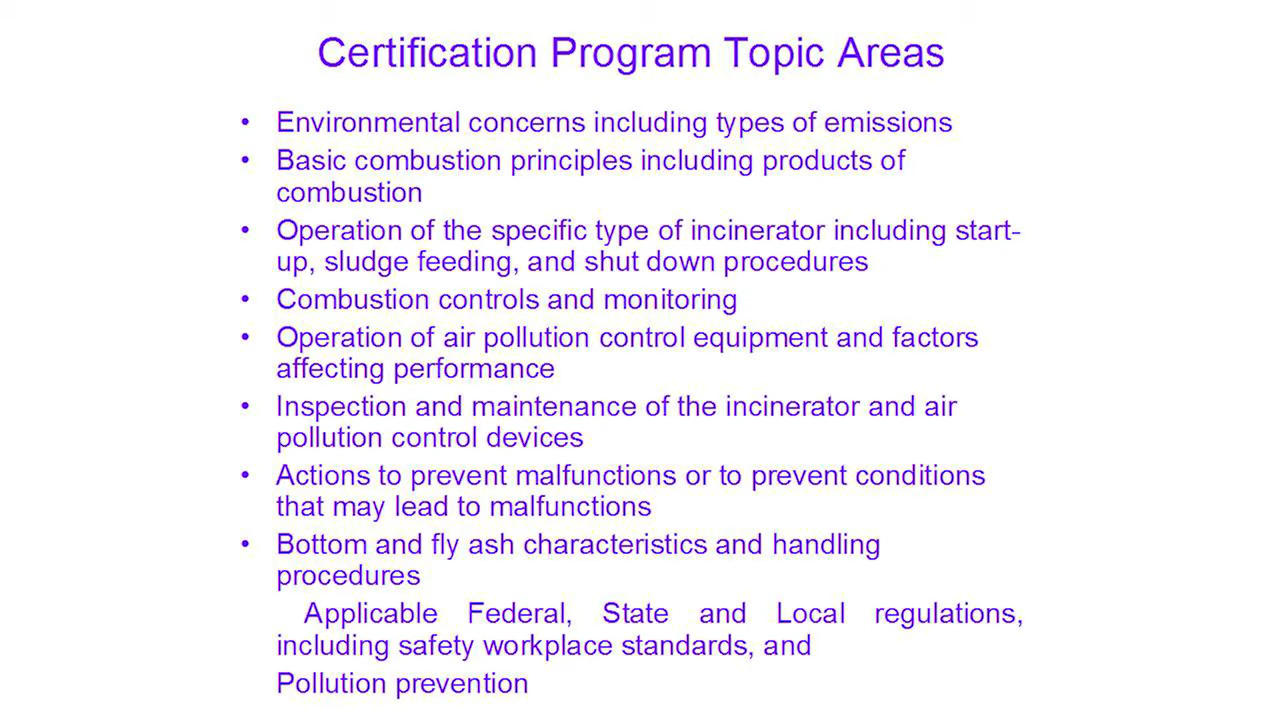 Certification Program Topic Areas
• Environmental concerns including types of emissions
• Basic combustion principles including products of
combustion
• Operation of the specific type of incinerator including start-
up, sludge feeding, and shut down procedures
• Combustion controls and monitoring
• Operation of air pollution control equipment and factors
affecting performance
• Inspection and maintenance of the incinerator and air
pollution control devices
• Actions to prevent malfunctions or to prevent conditions
that may lead to malfunctions
• Bottom and fly ash characteristics and handling
procedures
Applicable Federal, State and Local regulations,
including safety workplace standards, and
Pollution prevention